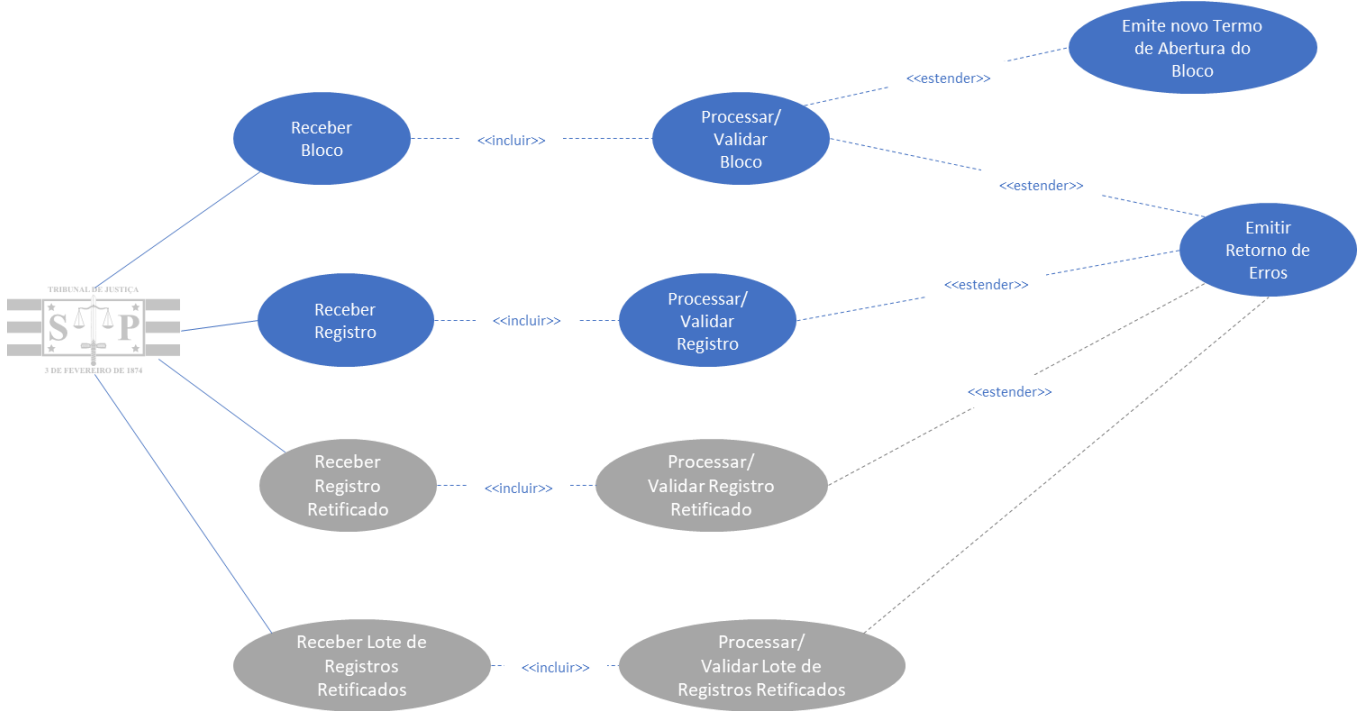 Emite novo Termo
de Abertura do
Bloco
<<estender>>
Receber
Bloco
<<incluir>>
Processar/
Validar
Bloco
<<estender>>
Emitir
Retorno de
Erros
TRIBUNAL DE JUSTIÇA
S P
3 DE FEVEREIRO DE 1874
Receber
Registro
<<incluir>>
Processar/
Validar
Registro
<<estender>>
<<estender>>
Receber
Registro
Retificado
<<incluir>>
Processar/
Validar Registro
Retificado
Receber Lote de
Registros
Retificados
<<incluir>>
Processar/
Validar Lote de
Registros Retificados